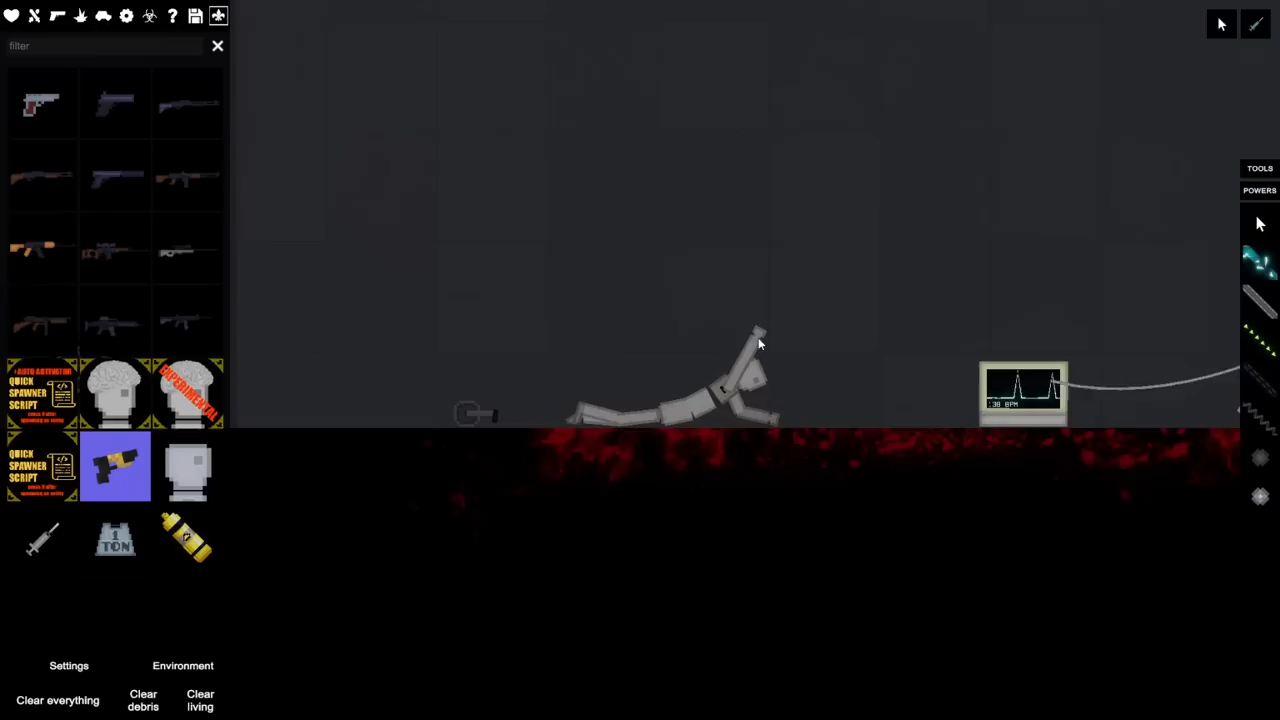 ?
filter
TOOLS
POWERS
+AUTO ACTIVATOR
QUICK
SPAWNER
SCRIPT
EXPERIMENTAL
38 BPM
QUICK
SPAWNER
SCRIPT
1
TON
Settings
Environment
Clear everything
Clear
debris
Clear
living